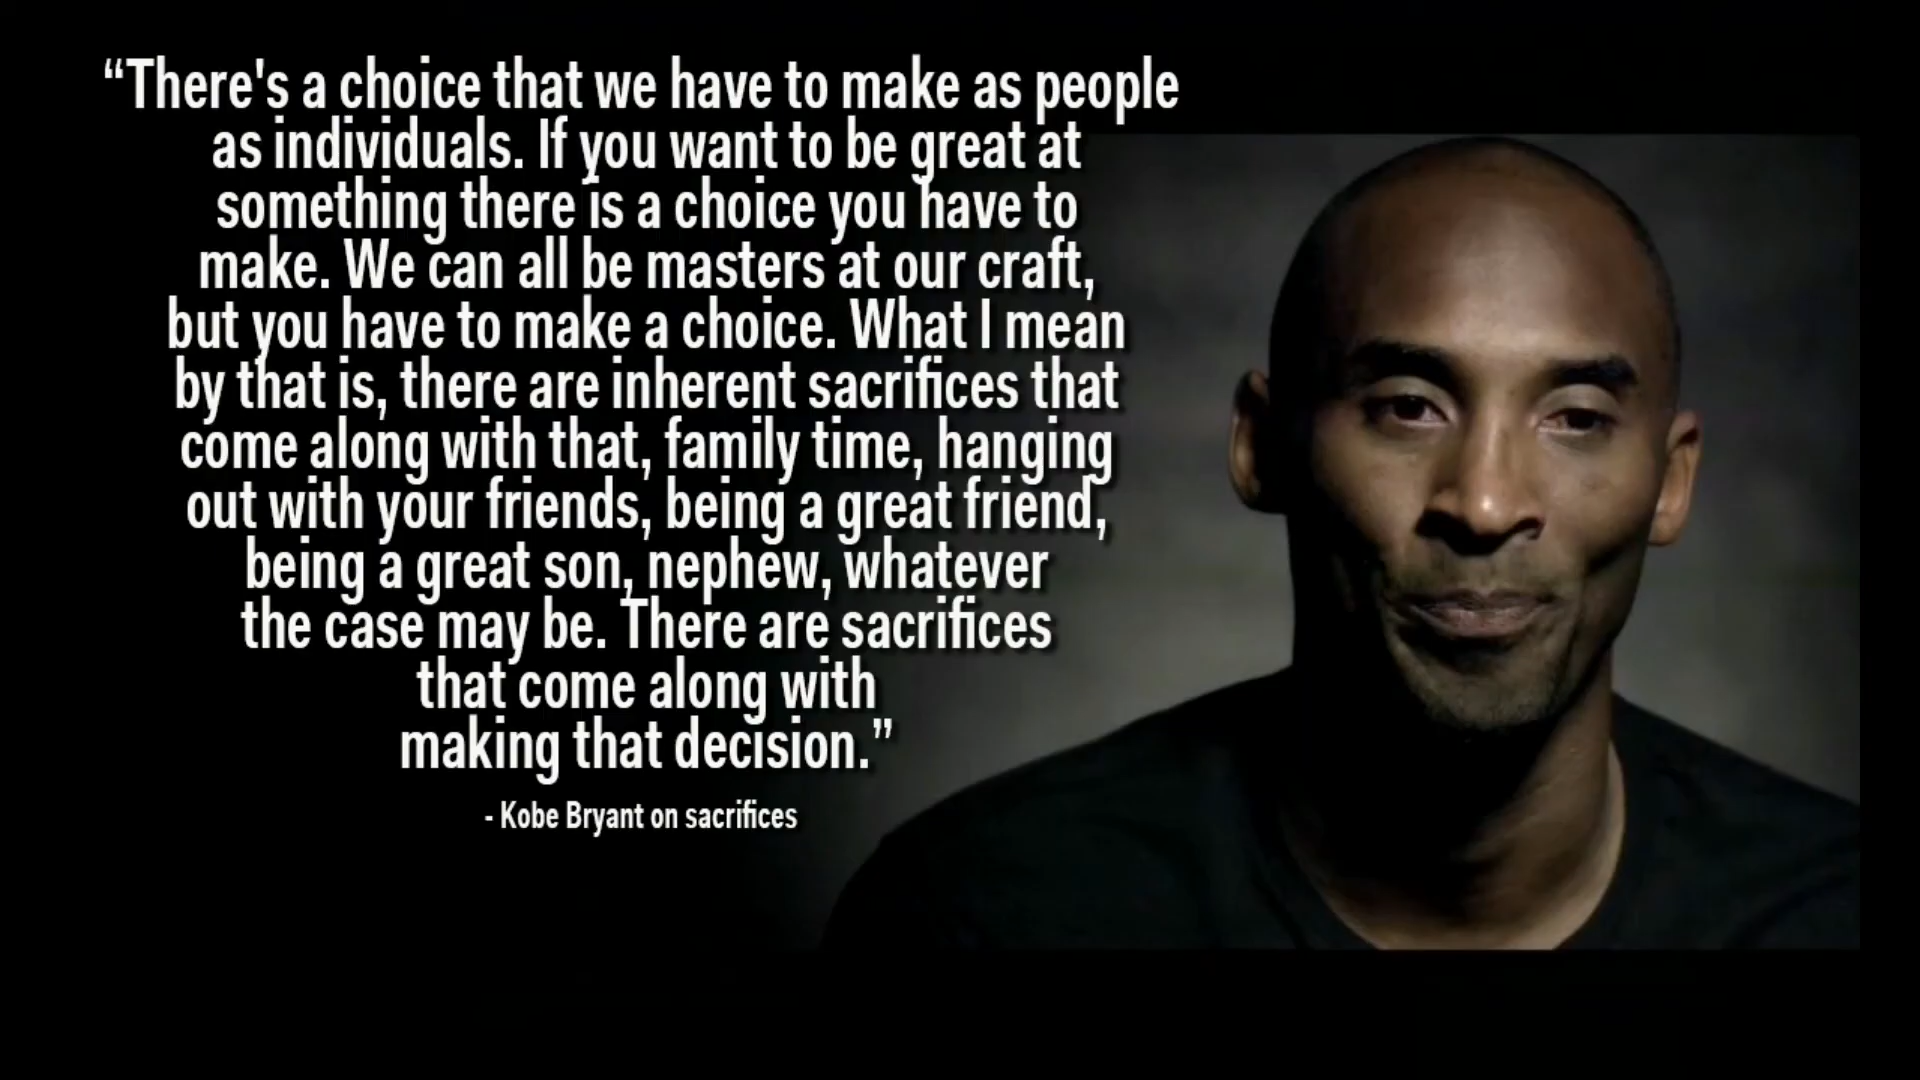 “There's a choice that we have to make as people
as individuals. If you want to be great at
something there is a choice you have to
make. We can all be masters at our craft,
but you have to make a choice. What I mean
by that is, there are inherent sacrifices that
come along with that, family time, hanging
out with your friends, being a great friend,
being a great son, nephew, whatever
the case may be. There are sacrifices
that come along with
making that decision.”
- Kobe Bryant on sacrifices